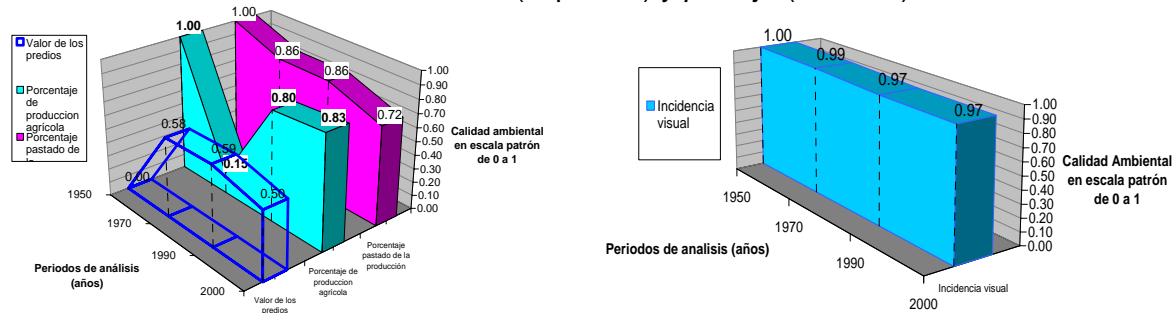 1.00
1.00
0.86
0.86
0.72
0.80
0.83
0.58
0.59
0.15
0.50
0.00
Valor de los
predios
Porcentaje
de
produccion
agrícola
Porcentaje
pastado de
1.00
0.90
0.80
0.70
0.60
0.50
0.40
0.30
0.20
0.10
0.00
Calidad ambiental
en escala patrón
de 0 a 1
1950
1970
1990
2000
Periodos de análisis
(años)
Valor de los
predios
Porcentaje de
produccion
agrícola
Porcentaje
pastado de la
producción
1.00
0.99
0.97
0.97
Incidencia
visual
1.00
0.90
0.80
0.70
0.60
0.50
0.40
0.30
0.20
0.10
0.00
Calidad Ambiental
en escala patrón
de 0 a 1
1950
1970
1990
2000
Periodos de analisis (años)
Incidencia visual